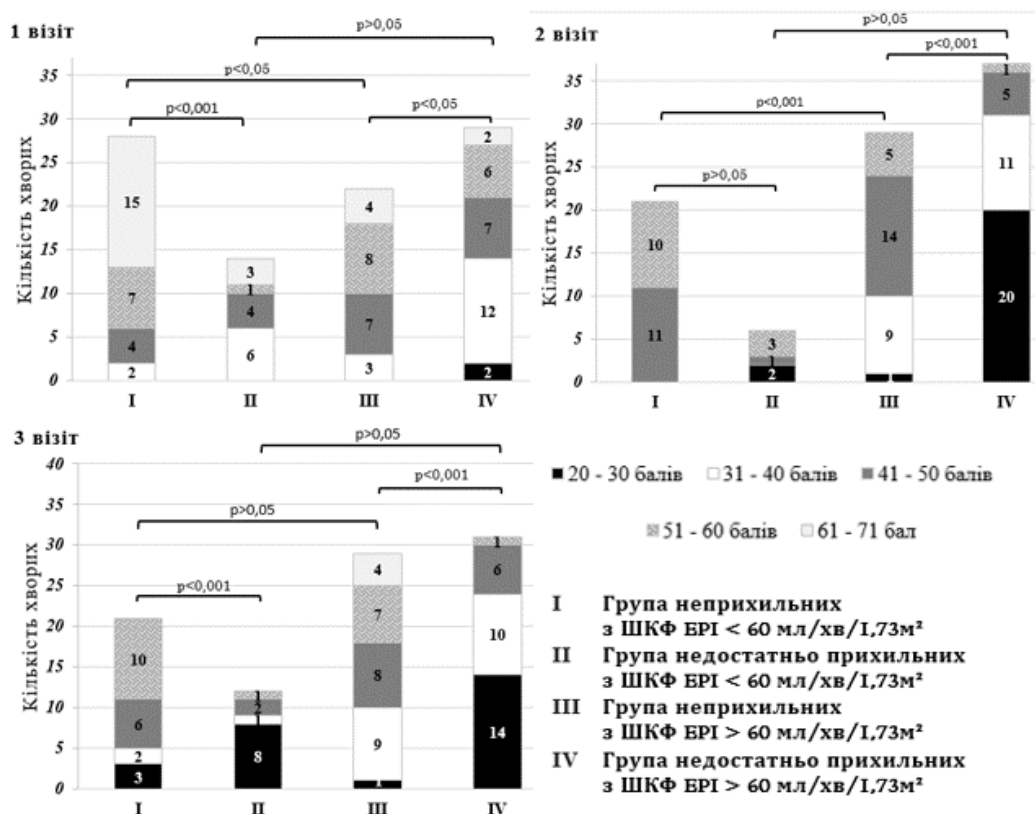 1 візіт
p>0,05
p<0,05
p<0,001
p<0,05
Кількість хворих
35
30
25
20
15
10
5
0
15
7
4
2
3
1
4
6
4
8
7
3
2
6
7
12
2
I II III IV
2 візіт
p>0,05
p<0,001
p<0,001
p>0,05
Кількість хворих
35
30
25
20
15
10
5
0
10
11
3
1
2
5
14
9
1
1
5
11
20
I II III IV
3 візіт
p>0,05
p<0,001
p>0,05
p<0,001
Кількість хворих
40
35
30
25
20
15
10
5
0
10
6
2
3
1
2
1
8
4
7
8
9
1
1
6
10
14
I II III IV
20 - 30 балів 31 - 40 балів 41 - 50 балів
51 - 60 балів 61 - 71 бал
I Група неприхильних
з ШКФ EPI < 60 мл/хв/1,73м²
II Група недостатньо прихильних
з ШКФ EPI < 60 мл/хв/1,73м²
III Група неприхильних
з ШКФ EPI > 60 мл/хв/1,73м²
IV Група недостатньо прихильних
з ШКФ EPI > 60 мл/хв/1,73м²